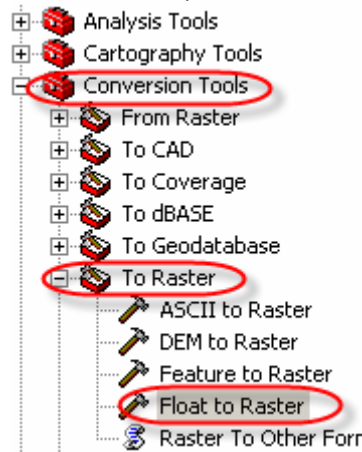 Analysis Tools
Cartography Tools
Conversion Tools
From Raster
To CAD
To Coverage
To dBASE
To Geodatabase
To Raster
ASCII to Raster
DEM to Raster
Feature to Raster
Float to Raster
Raster To Other Forr